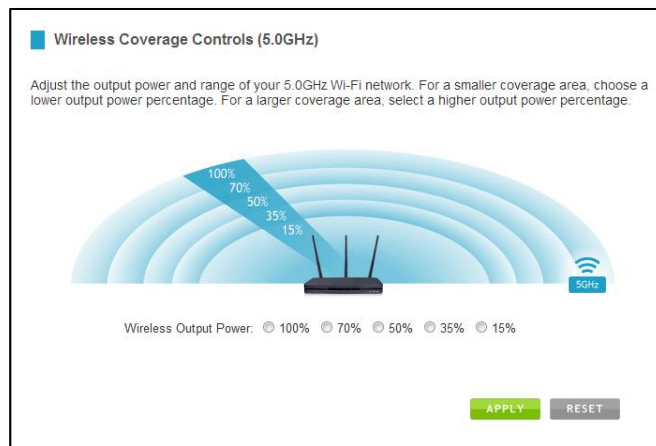 Wireless Coverage Controls (5.0GHz)
Adjust the output power and range of your 5.0GHz Wi-Fi network. For a smaller coverage area, choose a
lower output power percentage. For a larger coverage area, select a higher output power percentage.
100%
70%
50%
35%
15%
5GHz
Wireless Output Power: 100% 70% 50% 35% 15%
APPLY RESET